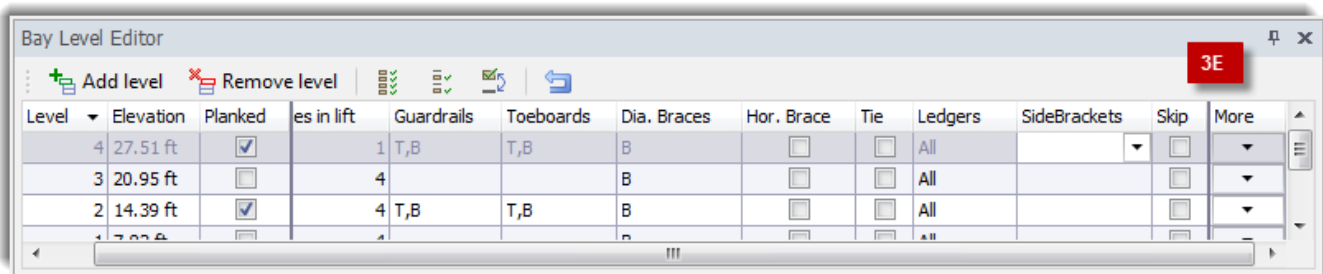 Bay Level Editor
3E
Add level Remove level
Level Elevation Planked es in lift Guardrails Toeboards Dia. Braces Hor. Brace Tie Ledgers SideBrackets Skip More
4 27.51 ft 1 T,B T,B B All
3 20.95 ft 4 B All
2 14.39 ft 4 T,B T,B B All